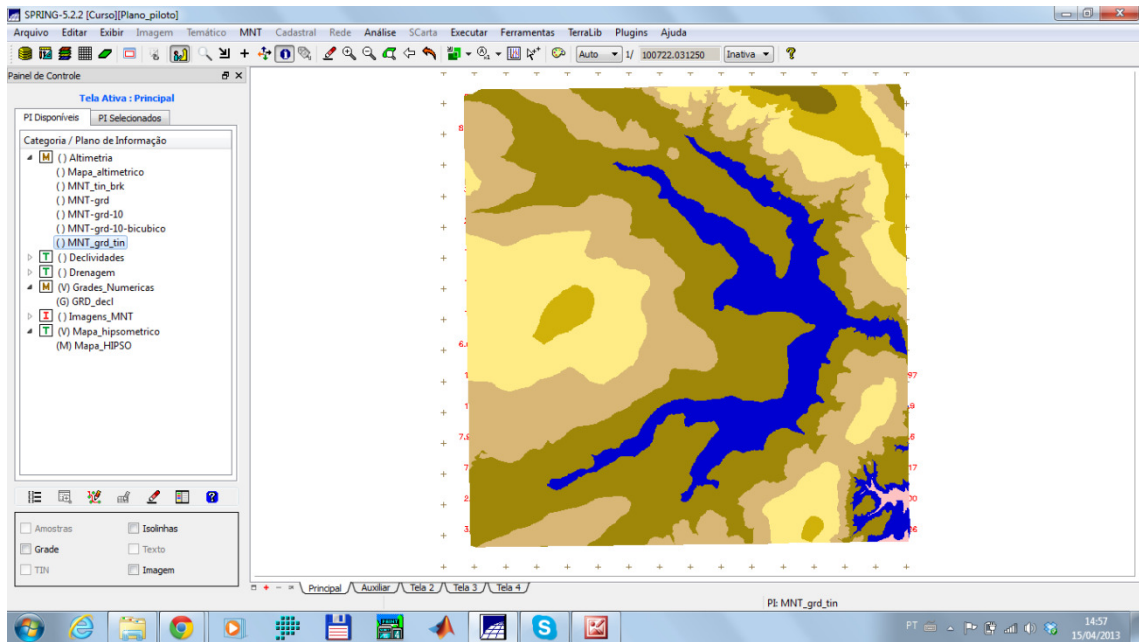 SPRING-5.2.2 [Curso][Plano_piloto]
Arquivo Editar Exibir Imagem Temático MNT Cadastral Rede Análise SCarta Executar Ferramentas TerraLib Plugins Ajuda
Auto 1/ 100722.031250 Inativa
Painel de Controle
Tela Ativa : Principal
PI Disponíveis PI Selecionados
Categoria / Plano de Informação
M () Altimetria
() Mapa_altimetrico
() MNT_tin_brk
() MNT-grd
() MNT-grd-10
() MNT-grd-10-bicubico
() MNT_grd_tin
T () Declividades
T () Drenagem
M (V) Grades_Numericas
(G) GRD_decl
I () Imagens_MNT
T (V) Mapa_hipsometrico
(M) Mapa_HIPSO
Amostras Isolinhas
Grade Texto
TIN Imagem
Principal Auxiliar Tela 2 Tela 3 Tela 4
PI: MNT_grd_tin
PT 14:57
15/04/2013